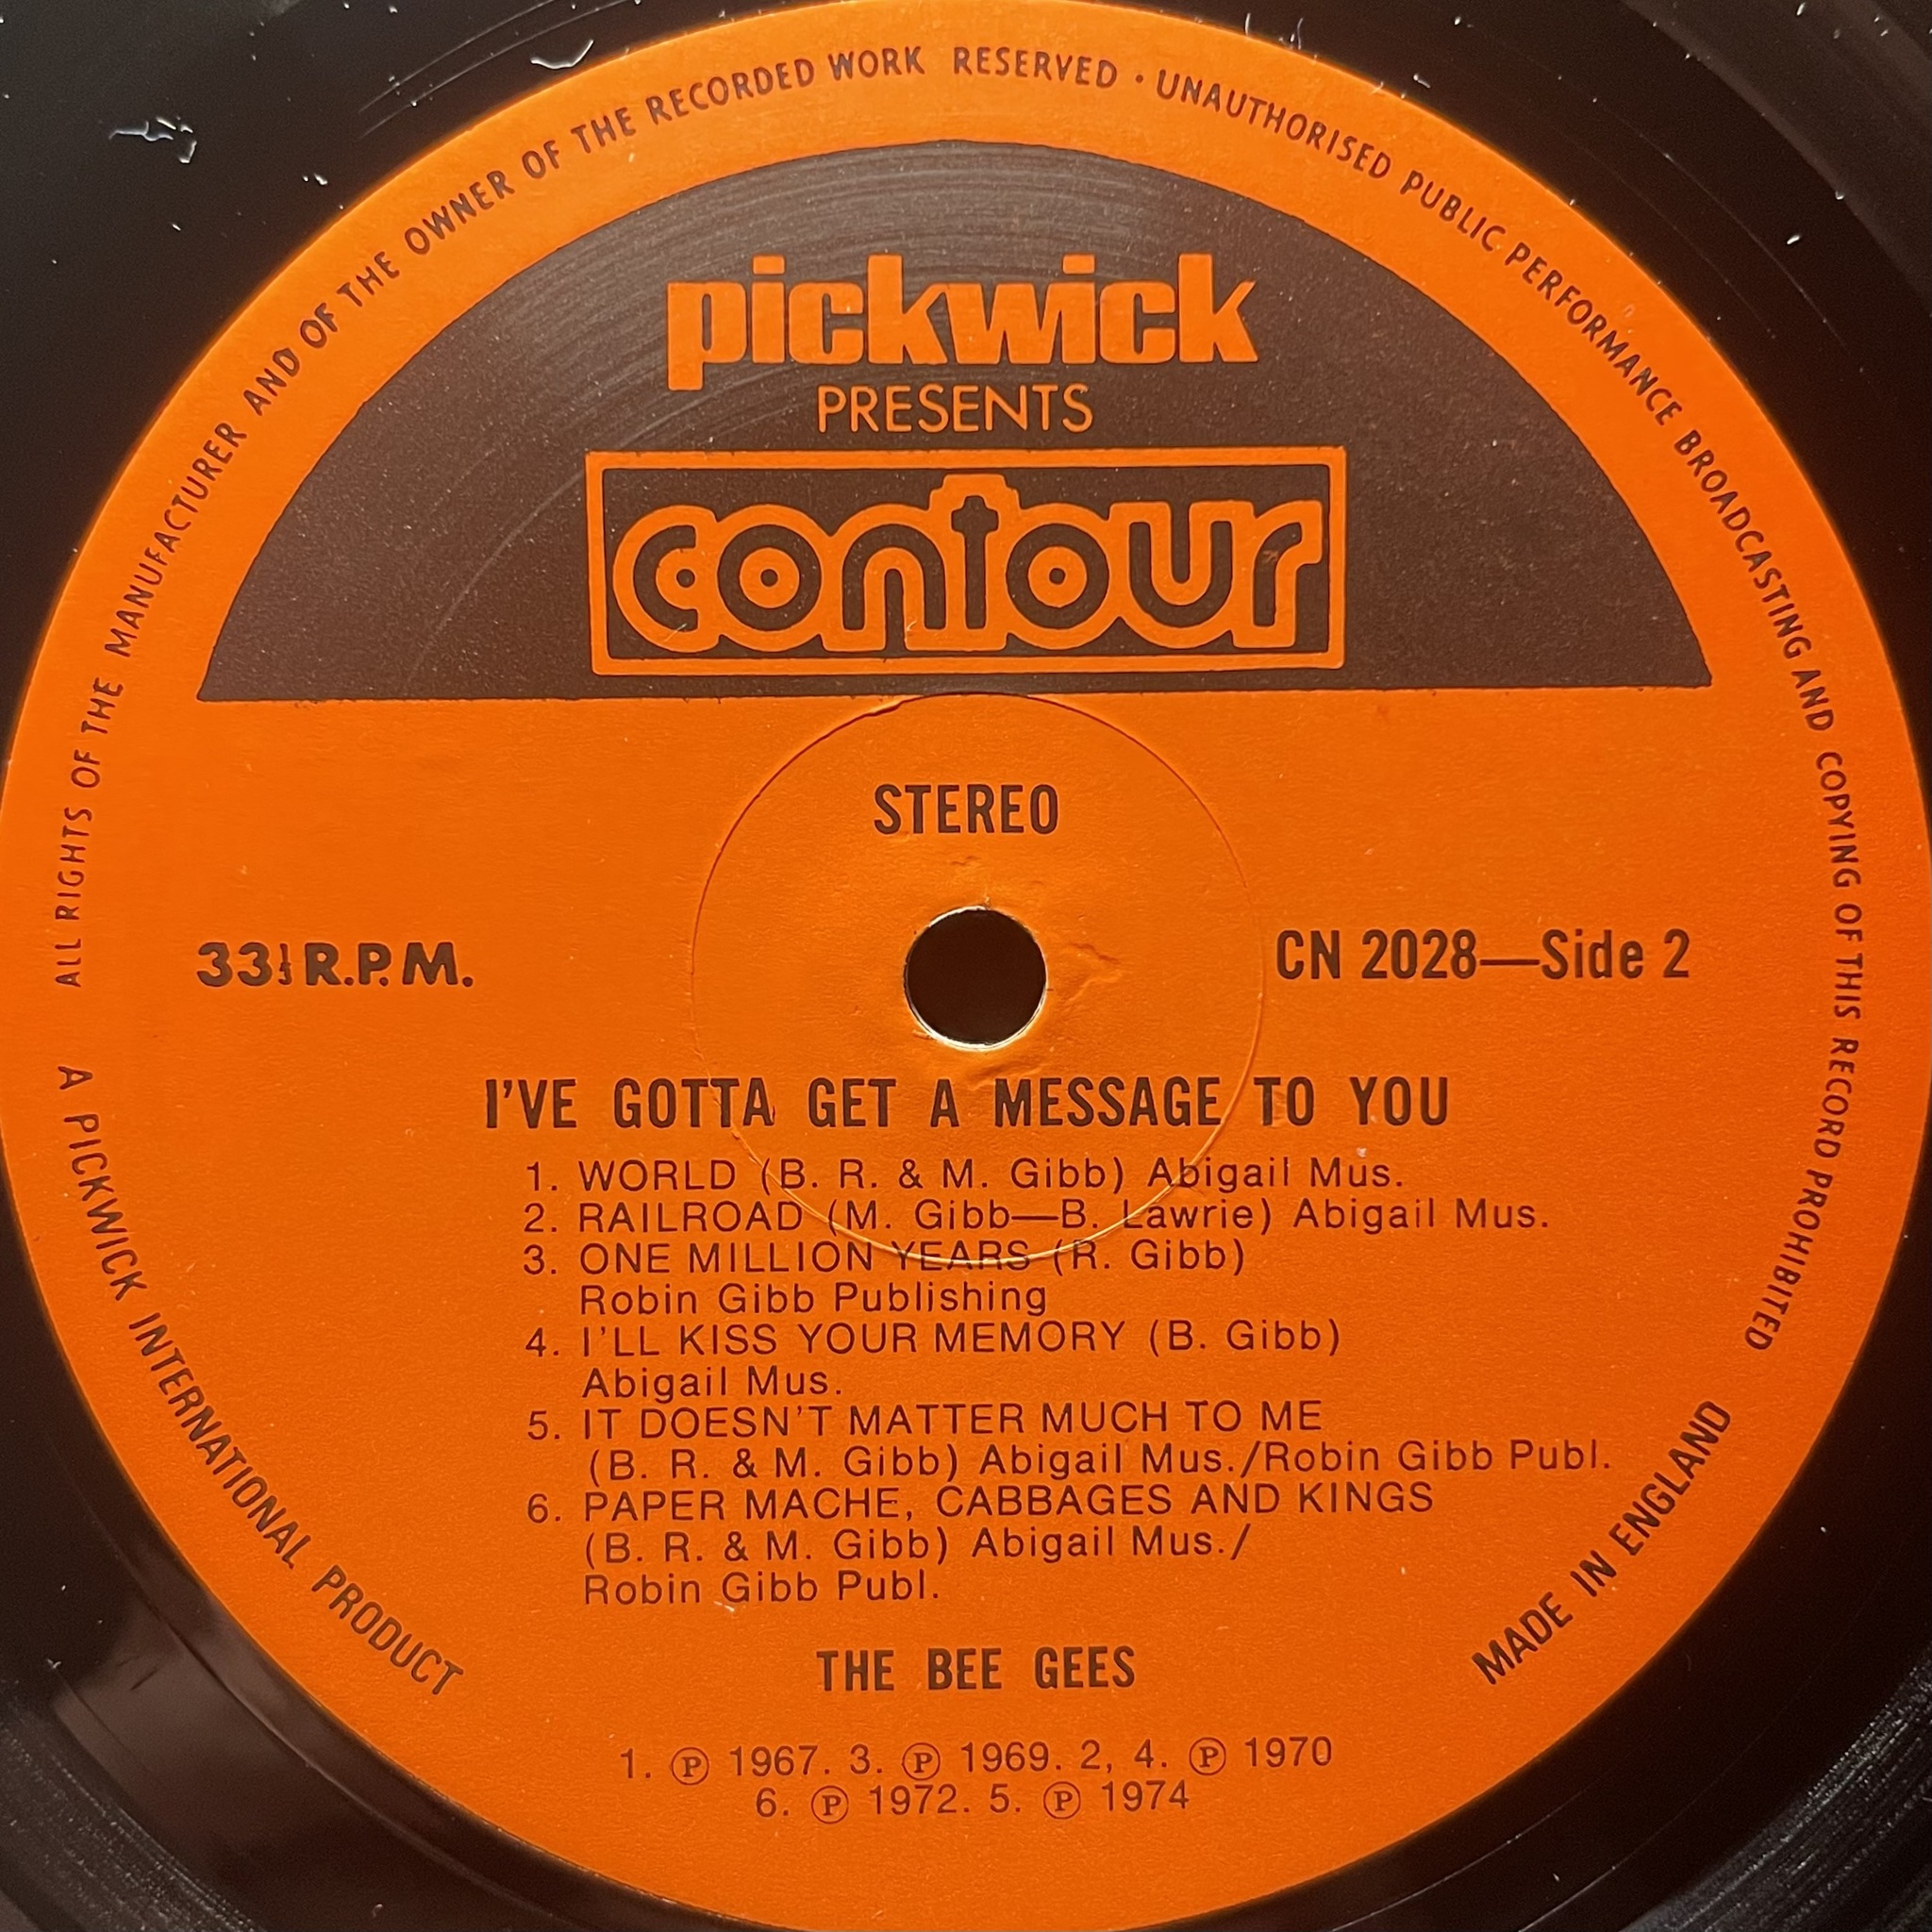 ALL RIGHTS OF THE MANUFACTURER AND OF THE OWNER OF THE RECORDED WORK RESERVED · UNAUTHORISED PUBLIC PERFORMANCE BROADCASTING AND COPYING OF THIS RECORD PROHIBITED
pickwick
PRESENTS
contour
STEREO
33⅓ R.P.M.
CN 2028—Side 2
I'VE GOTTA GET A MESSAGE TO YOU
1. WORLD (B. R. & M. Gibb) Abigail Mus.
2. RAILROAD (M. Gibb—B. Lawrie) Abigail Mus.
3. ONE MILLION YEARS (R. Gibb)
Robin Gibb Publishing
4. I'LL KISS YOUR MEMORY (B. Gibb)
Abigail Mus.
5. IT DOESN'T MATTER MUCH TO ME
(B. R. & M. Gibb) Abigail Mus./Robin Gibb Publ.
6. PAPER MACHE, CABBAGES AND KINGS
(B. R. & M. Gibb) Abigail Mus./
Robin Gibb Publ.
THE BEE GEES
1. ℗ 1967. 3. ℗ 1969. 2, 4. ℗ 1970
6. ℗ 1972. 5. ℗ 1974
A PICKWICK INTERNATIONAL PRODUCT
MADE IN ENGLAND